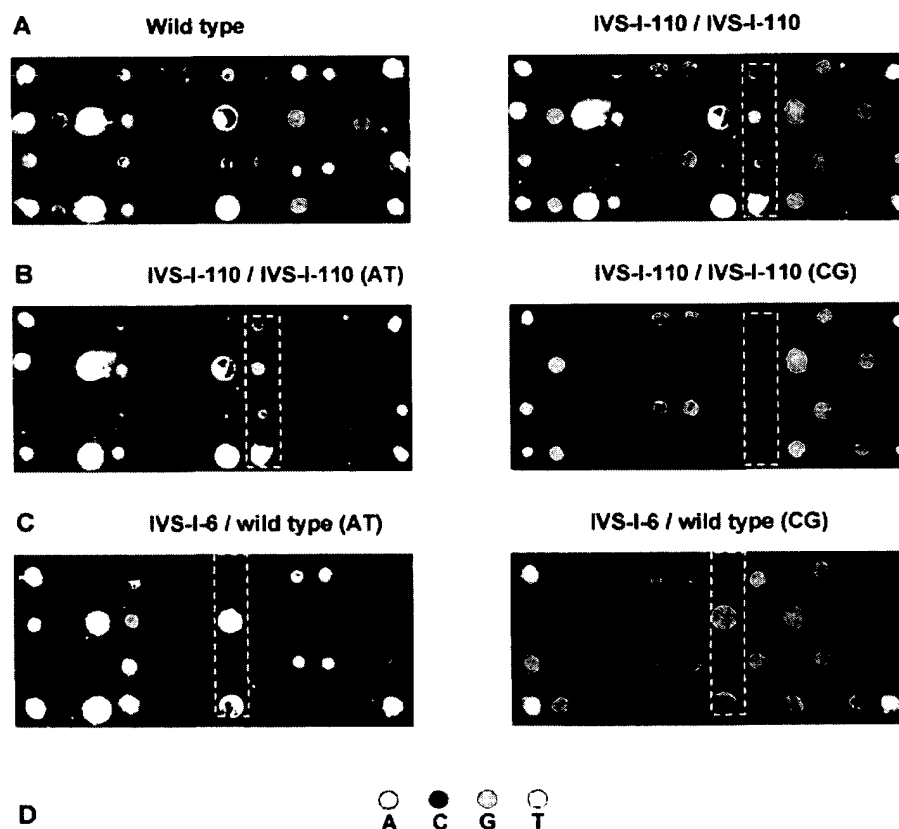 A Wild type IVS-I-110 / IVS-I-110
B IVS-I-110 / IVS-I-110 (AT) IVS-I-110 / IVS-I-110 (CG)
C IVS-I-6 / wild type (AT) IVS-I-6 / wild type (CG)
D
A C G T